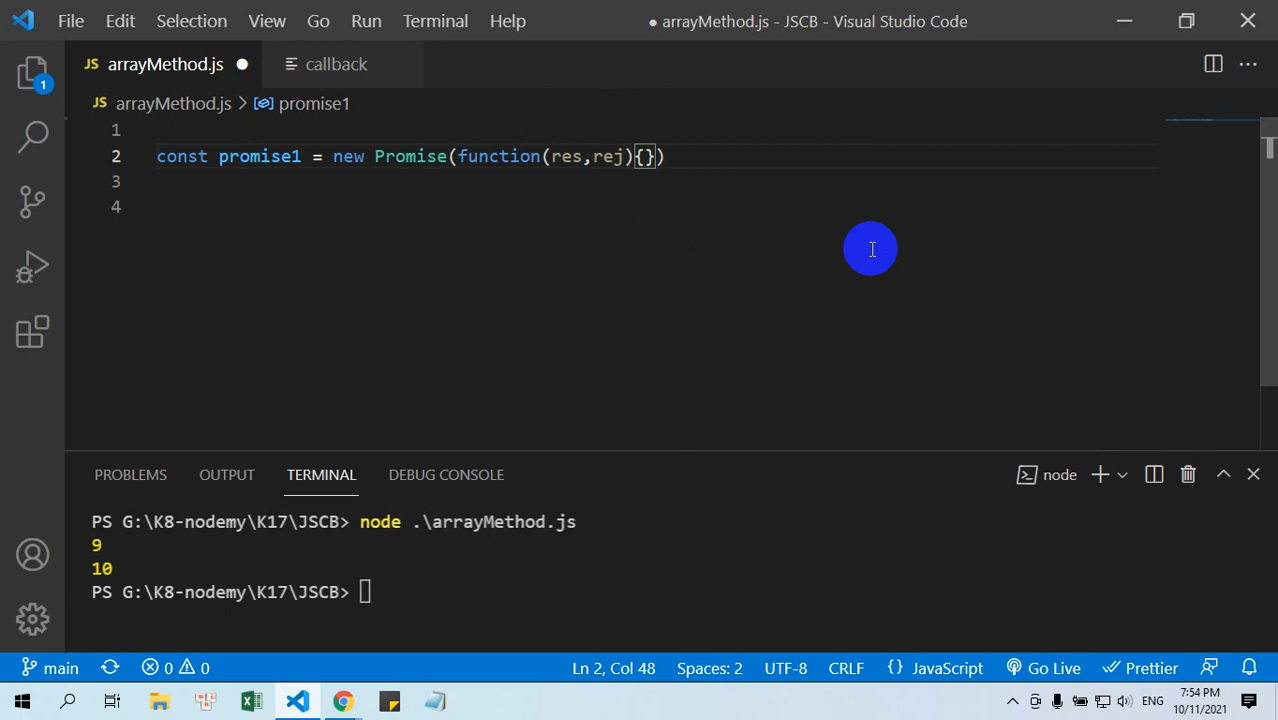 File Edit Selection View Go Run Terminal Help ● arrayMethod.js - JSCB - Visual Studio Code
JS arrayMethod.js ● callback
JS arrayMethod.js > promise1
1
1
2 const promise1 = new Promise(function(res,rej){})
3
4
PROBLEMS OUTPUT TERMINAL DEBUG CONSOLE node
PS G:\K8-nodemy\K17\JSCB> node .\arrayMethod.js
9
10
PS G:\K8-nodemy\K17\JSCB>
main 0 0 Ln 2, Col 48 Spaces: 2 UTF-8 CRLF {} JavaScript Go Live Prettier
ENG 7:54 PM
10/11/2021